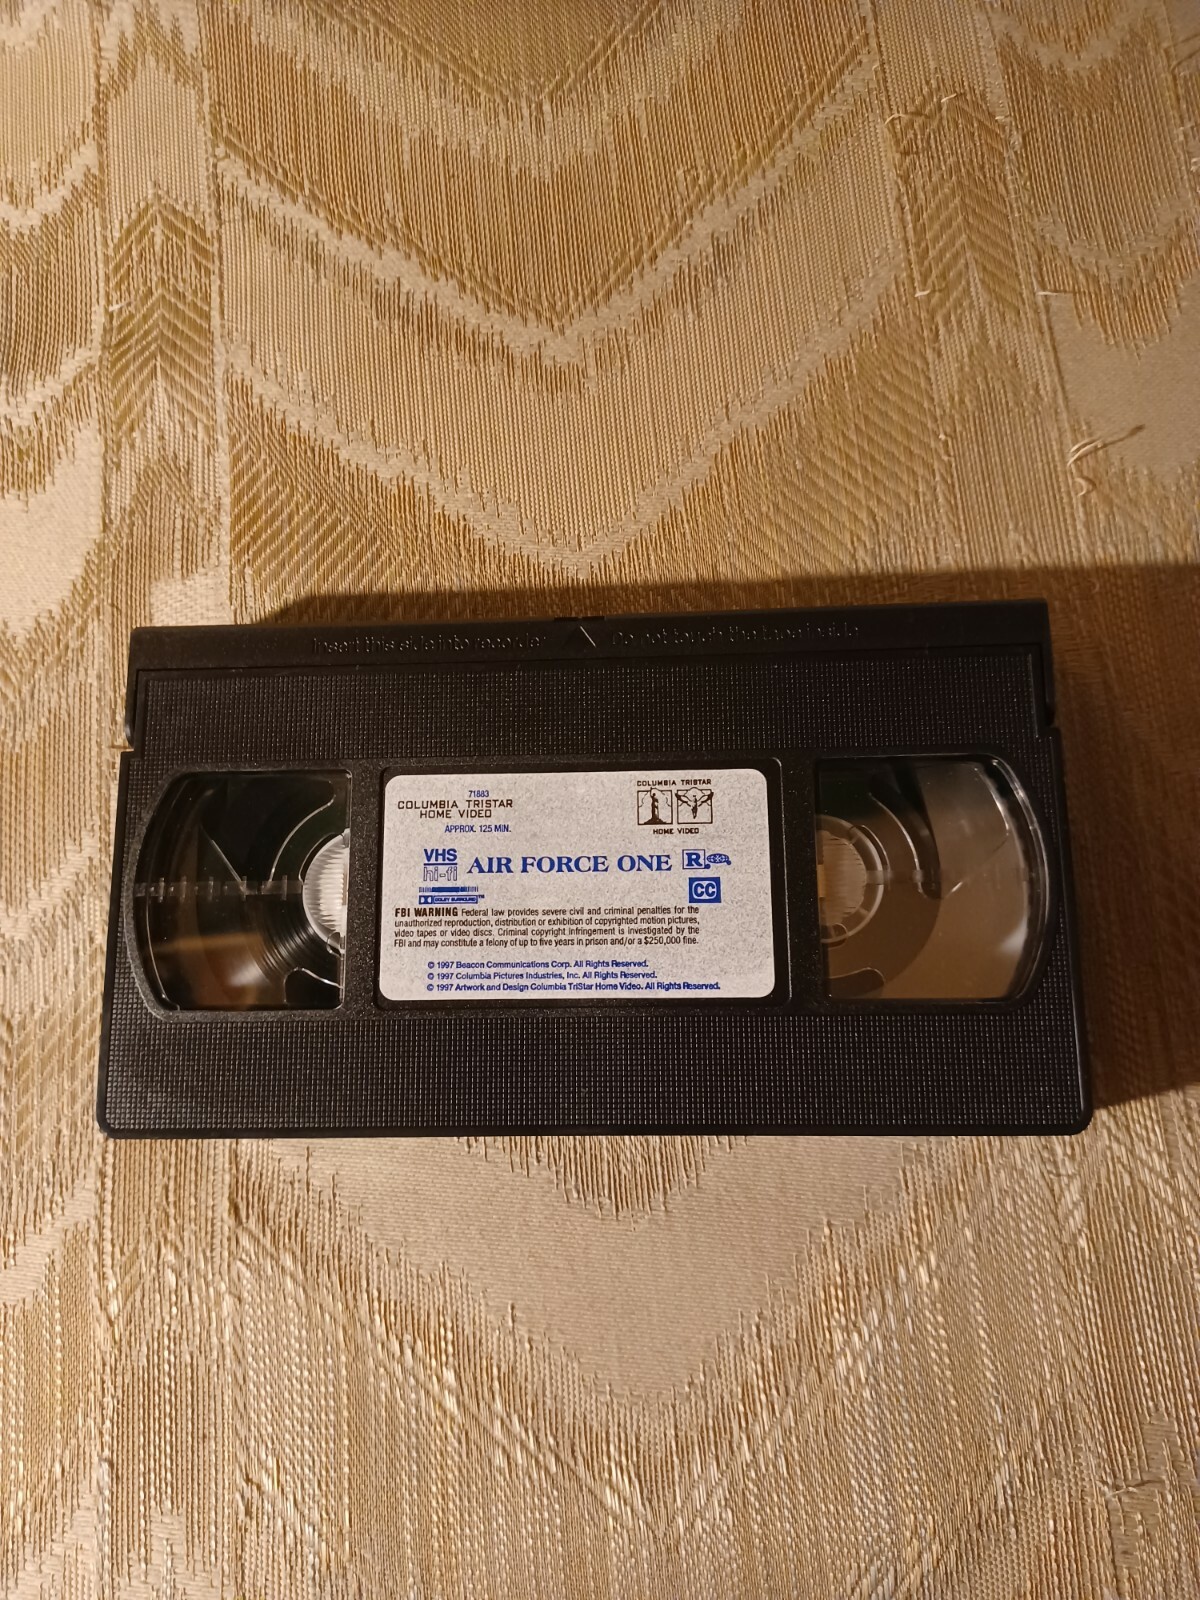 Insert this side into recorder Do not touch the tape inside
71883
COLUMBIA TRISTAR
HOME VIDEO
APPROX. 125 MIN.
COLUMBIA TRISTAR
HOME VIDEO
VHS
hi-fi
AIR FORCE ONE
R
DOLBY SURROUND™
CC
FBI WARNING Federal law provides severe civil and criminal penalties for the
unauthorized reproduction, distribution or exhibition of copyrighted motion pictures,
video tapes or video discs. Criminal copyright infringement is investigated by the
FBI and may constitute a felony of up to five years in prison and/or a $250,000 fine.
© 1997 Beacon Communications Corp. All Rights Reserved.
© 1997 Columbia Pictures Industries, Inc. All Rights Reserved.
© 1997 Artwork and Design Columbia TriStar Home Video. All Rights Reserved.